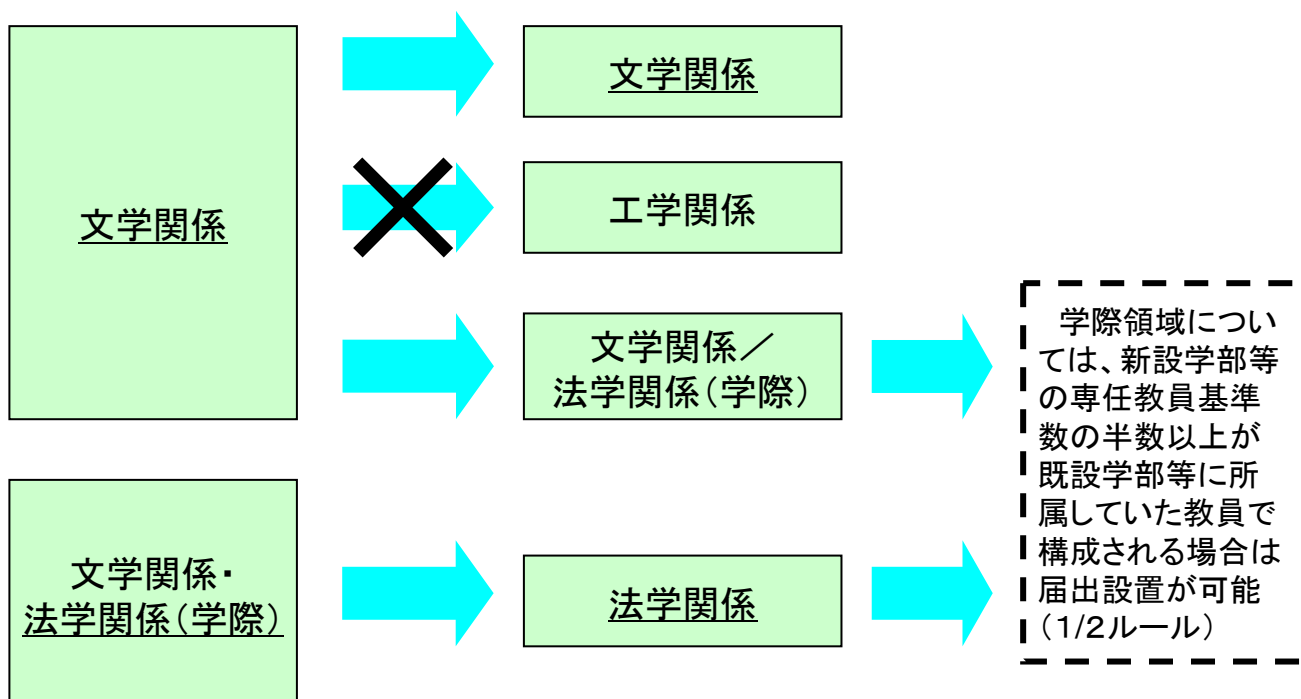 文学関係
文学関係
工学関係
文学関係／
法学関係（学際）
学際領域につい
ては、新設学部等
の専任教員基準
数の半数以上が
既設学部等に所
属していた教員で
構成される場合は
届出設置が可能
（1/2ルール）
文学関係・
法学関係（学際）
法学関係